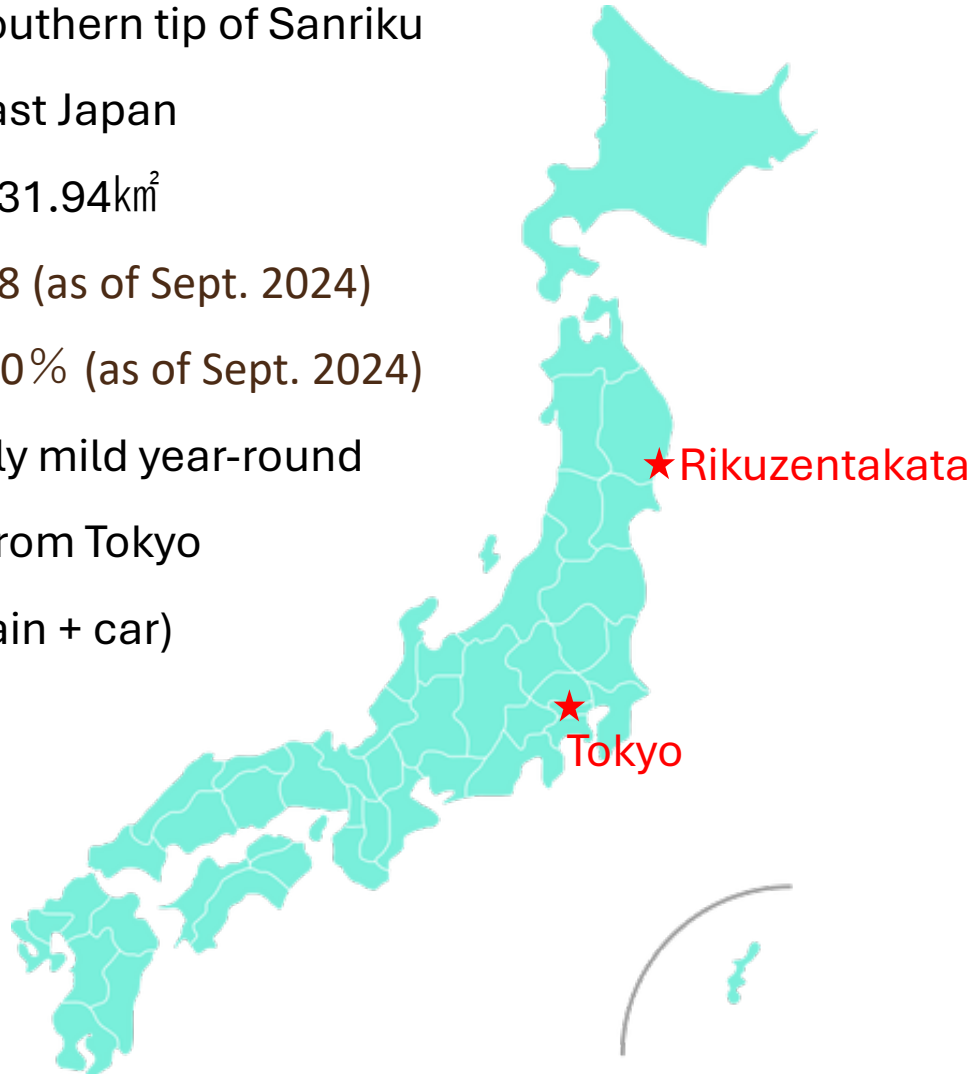 outhern tip of Sanriku
ast Japan
31.94㎢
8 (as of Sept. 2024)
0％ (as of Sept. 2024)
ly mild year-round
Rikuzentakata
rom Tokyo
ain + car)
Tokyo